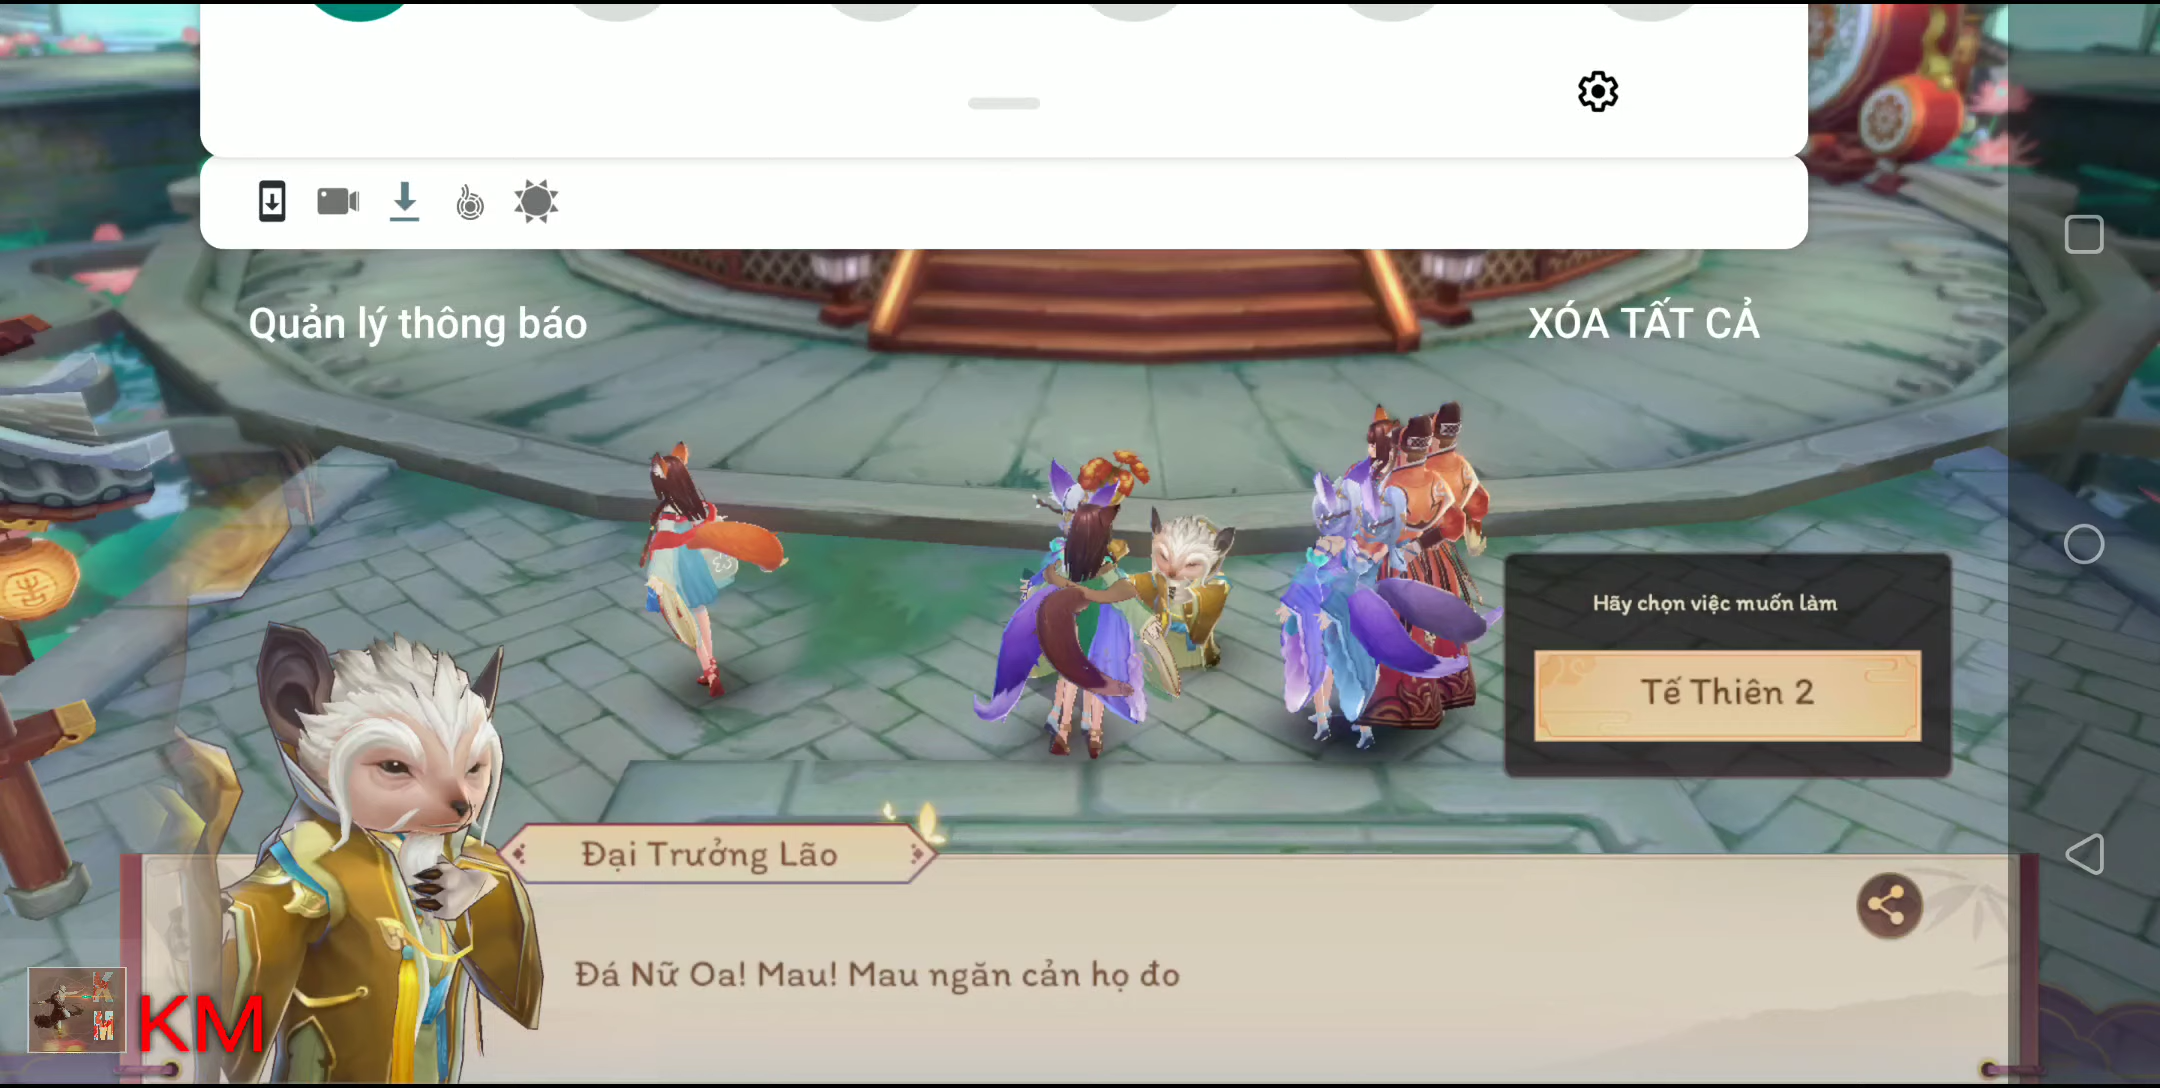 Quản lý thông báo
XÓA TẤT CẢ
Hãy chọn việc muốn làm
Tế Thiên 2
Đại Trưởng Lão
Đá Nữ Oa! Mau! Mau ngăn cản họ đo
KM
KM